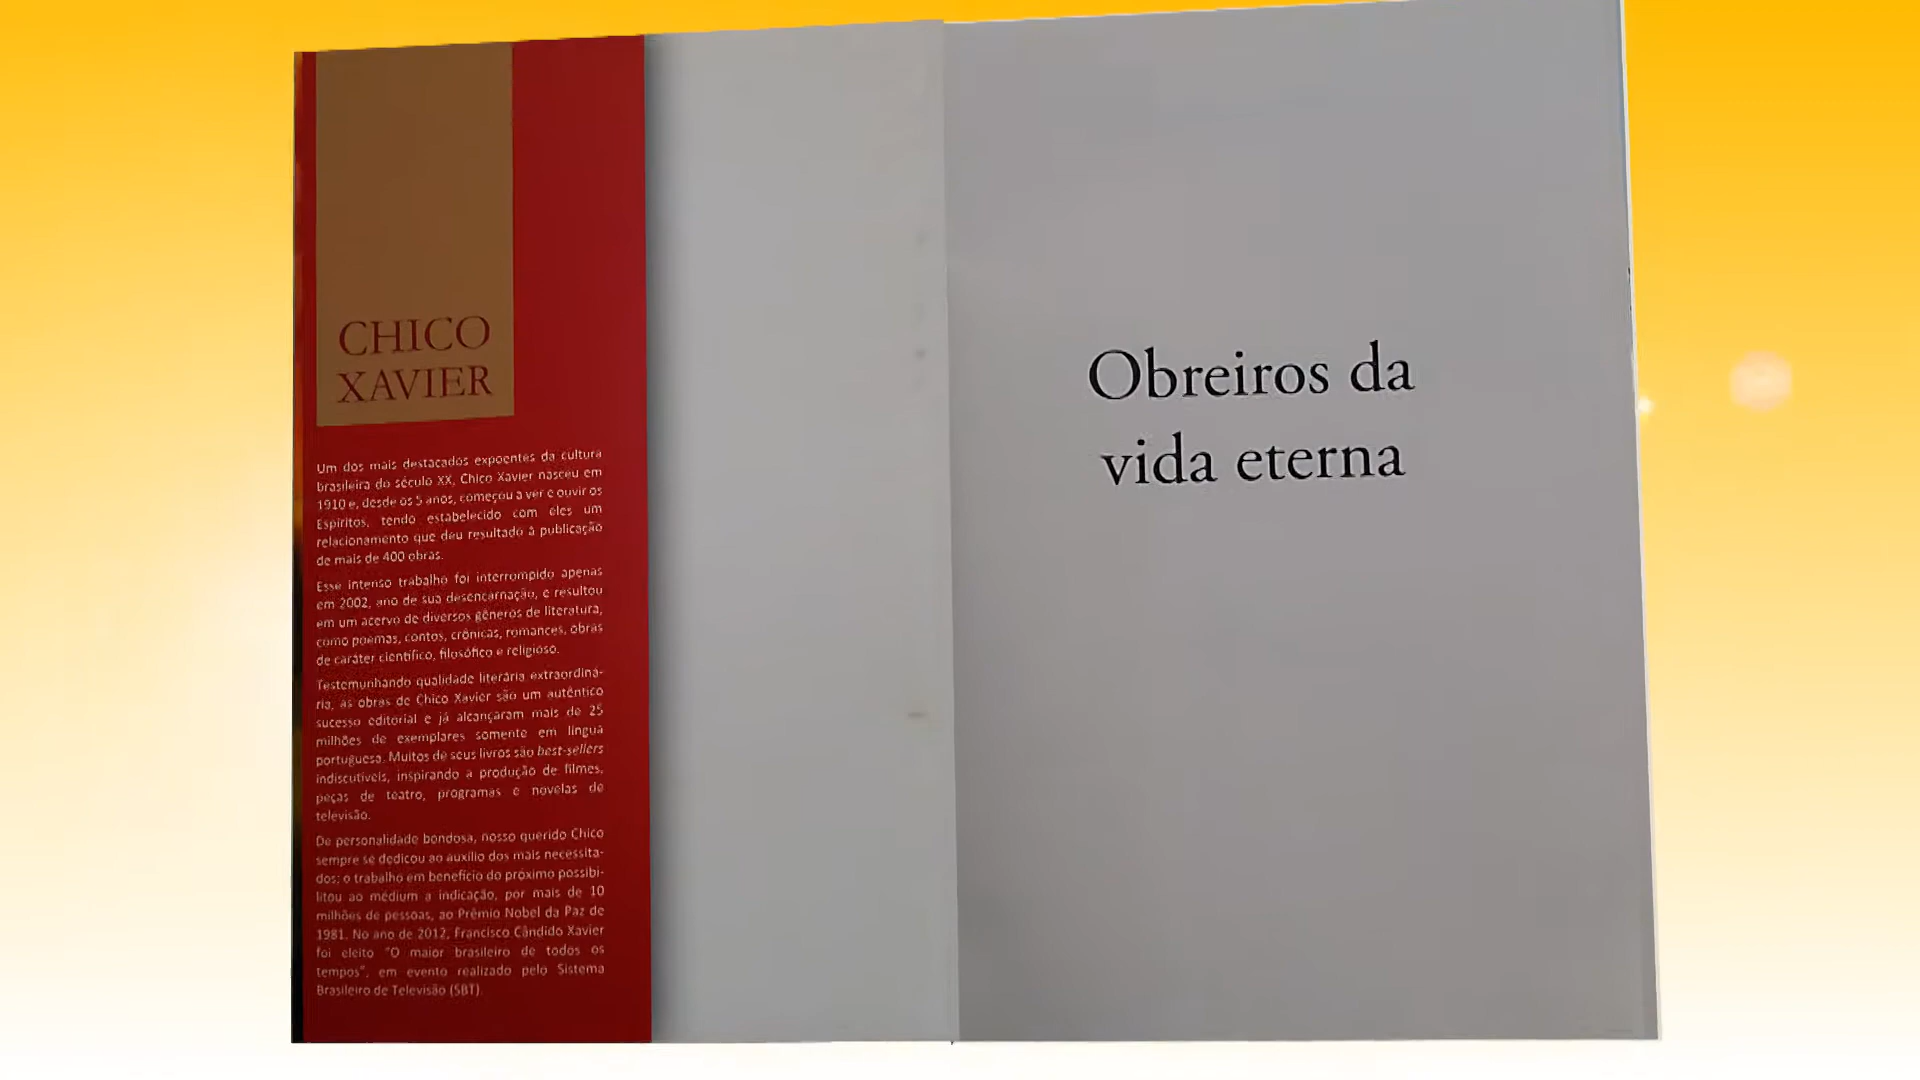 CHICO
XAVIER
Um dos mais destacados expoentes da cultura
brasileira do século XX, Chico Xavier nasceu em
1910 e, desde os 5 anos, começou a ver e ouvir os
Espíritos, tendo estabelecido com eles um
relacionamento que deu resultado à publicação
de mais de 400 obras.
Esse intenso trabalho foi interrompido apenas
em 2002, ano de sua desencarnação, e resultou
em um acervo de diversos gêneros de literatura,
como poemas, contos, crônicas, romances, obras
de caráter científico, filosófico e religioso.
Testemunhando qualidade literária extraordiná-
ria, as obras de Chico Xavier são um autêntico
sucesso editorial e já alcançaram mais de 25
milhões de exemplares somente em língua
portuguesa. Muitos de seus livros são best-sellers
indiscutíveis, inspirando a produção de filmes,
peças de teatro, programas e novelas de
televisão.
De personalidade bondosa, nosso querido Chico
sempre se dedicou ao auxílio dos mais necessita-
dos; o trabalho em benefício do próximo possibi-
litou ao médium a indicação, por mais de 10
milhões de pessoas, ao Prêmio Nobel da Paz de
1981. No ano de 2012, Francisco Cândido Xavier
foi eleito "O maior brasileiro de todos os
tempos", em evento realizado pelo Sistema
Brasileiro de Televisão (SBT).
Obreiros da
vida eterna